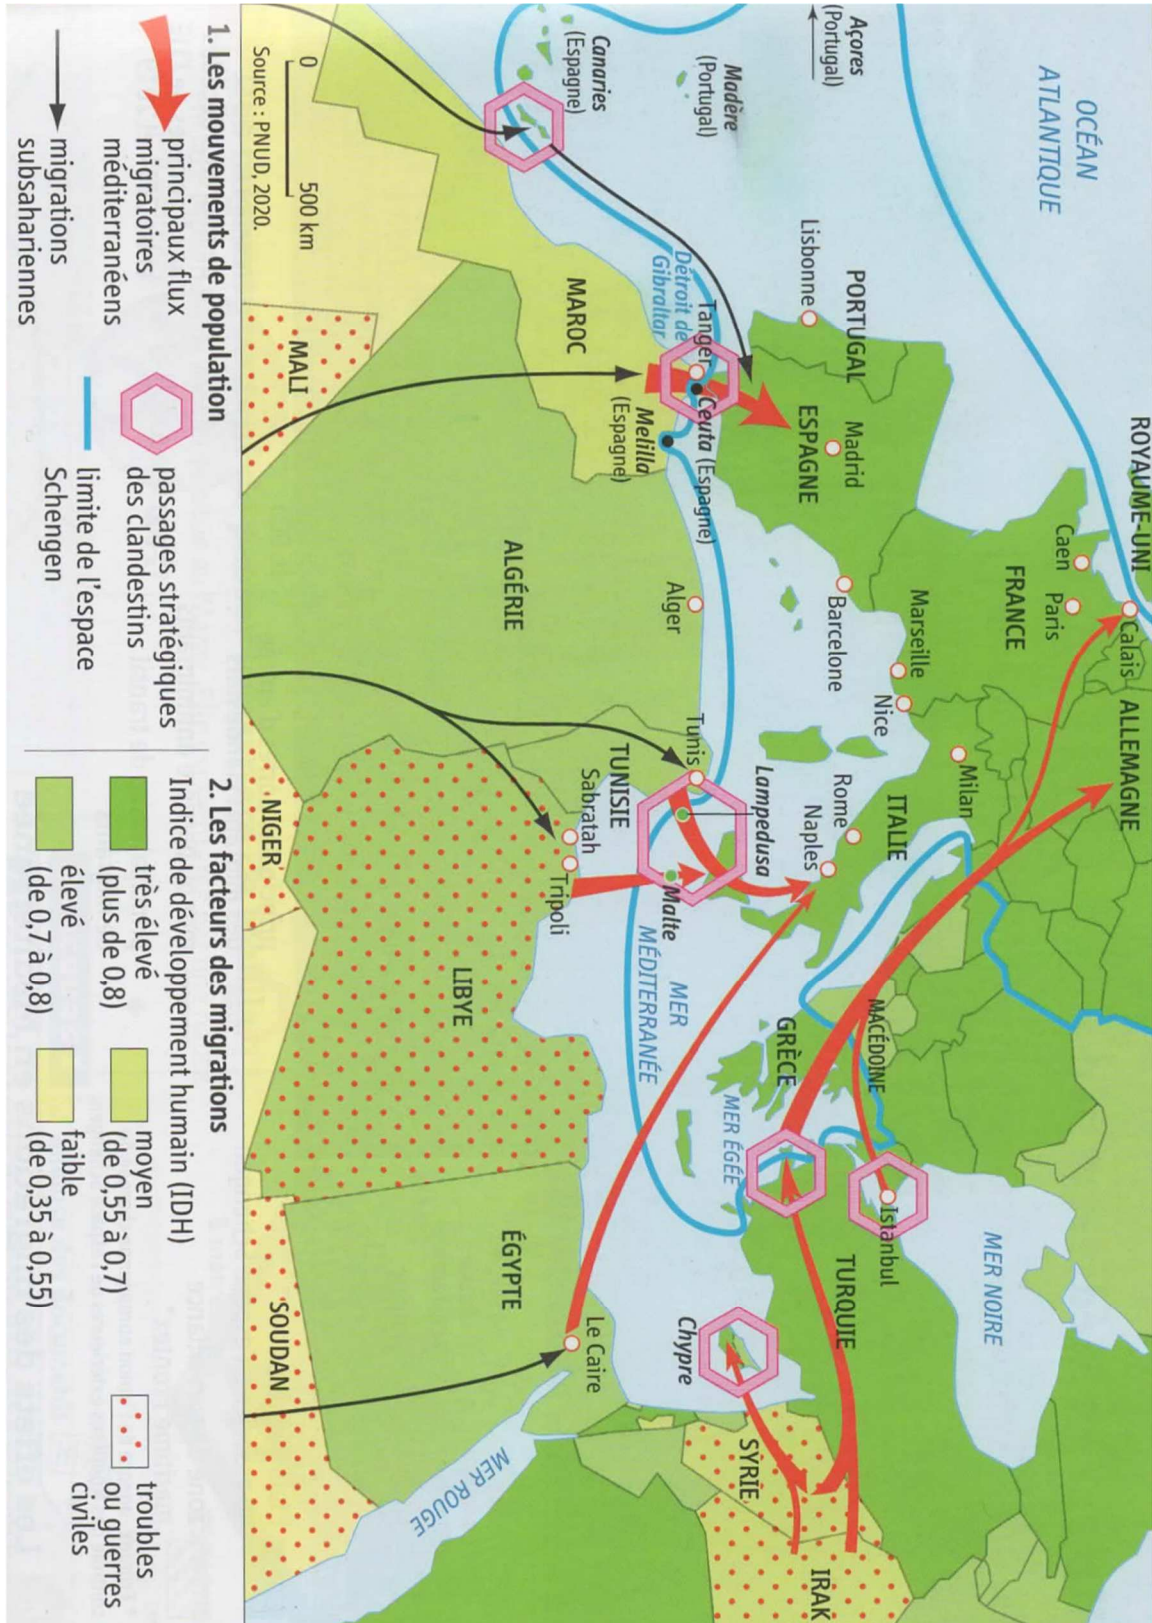 OCÉAN
ATLANTIQUE
Açores
(Portugal)
Madère
(Portugal)
Canaries
(Espagne)
ROYAUME-UNI
Calais
Caen
Paris
FRANCE
ALLEMAGNE
Milan
Nice
Marseille
Barcelone
PORTUGAL
Lisbonne
Madrid
ESPAGNE
Détroit de
Gibraltar
Tanger
Ceuta (Espagne)
Melilla
(Espagne)
MAROC
ALGÉRIE
Alger
MALI
NIGER
ITALIE
Rome
Naples
Lampedusa
Tunis
TUNISIE
Malte
Sabratah
Tripoli
LIBYE
MER
MÉDITERRANÉE
MACÉDOINE
GRÈCE
MER ÉGÉE
MER NOIRE
Istanbul
TURQUIE
Chypre
SYRIE
IRAK
ÉGYPTE
Le Caire
SOUDAN
MER ROUGE
0
500 km
Source : PNUD, 2020.
1. Les mouvements de population
principaux flux
migratoires
méditerranéens
migrations
subsahariennes
passages stratégiques
des clandestins
limite de l'espace
Schengen
2. Les facteurs des migrations
Indice de développement humain (IDH)
très élevé
(plus de 0,8)
élevé
(de 0,7 à 0,8)
moyen
(de 0,55 à 0,7)
faible
(de 0,35 à 0,55)
troubles
ou guerres
civiles